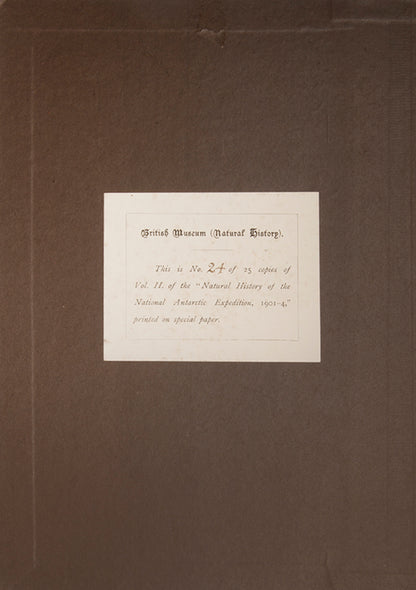 British Museum (Natural History).
This is No. 24 of 25 copies of
Vol. II. of the "Natural History of the
National Antarctic Expedition, 1901-4,"
printed on special paper.